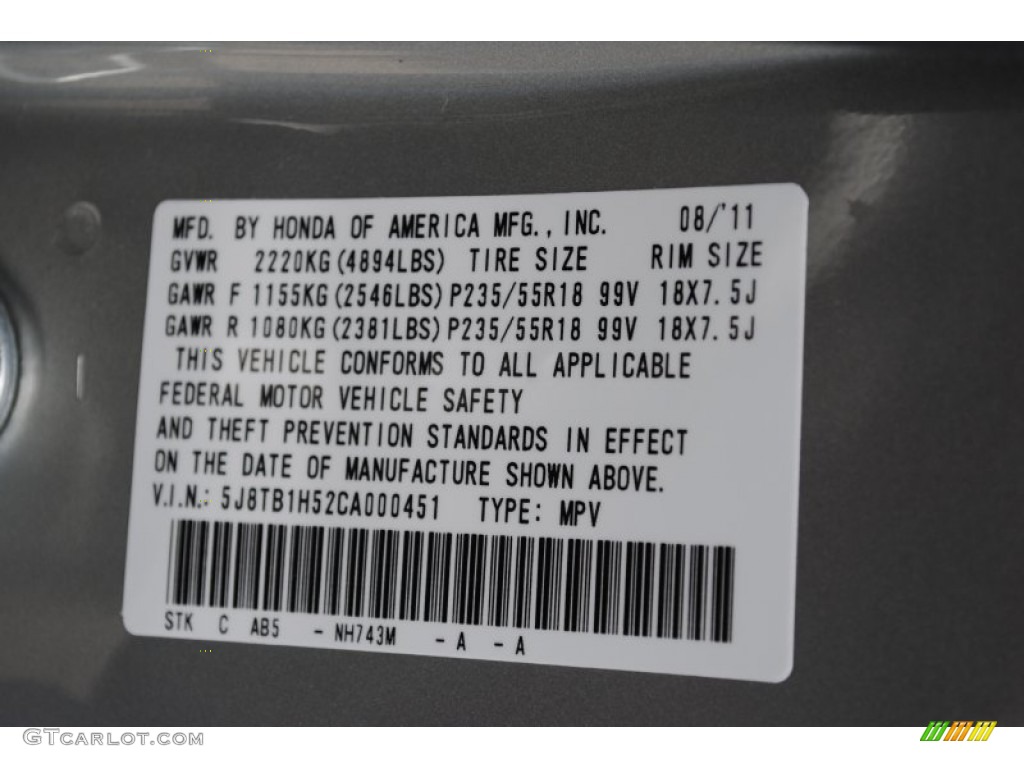 MFD. BY HONDA OF AMERICA MFG., INC. 08/'11
GVWR 2220KG(4894LBS) TIRE SIZE RIM SIZE
GAWR F 1155KG(2546LBS) P235/55R18 99V 18X7.5J
GAWR R 1080KG(2381LBS) P235/55R18 99V 18X7.5J
THIS VEHICLE CONFORMS TO ALL APPLICABLE
FEDERAL MOTOR VEHICLE SAFETY
AND THEFT PREVENTION STANDARDS IN EFFECT
ON THE DATE OF MANUFACTURE SHOWN ABOVE.
V.I.N.: 5J8TB1H52CA000451 TYPE: MPV
STK C AB5 - NH743M - A - A
GTCARLOT.COM